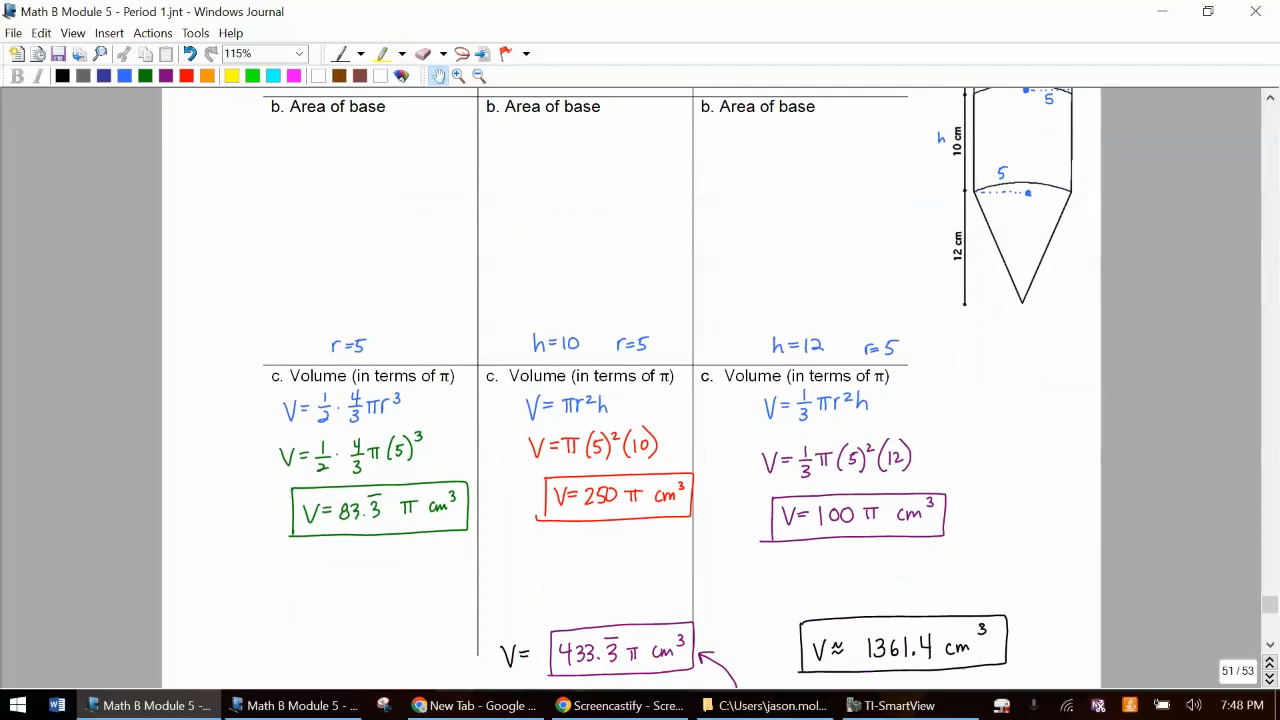 Math B Module 5 - Period 1.jnt - Windows Journal
File Edit View Insert Actions Tools Help
115%
B I
b. Area of base b. Area of base b. Area of base
5
h 10 cm
5
12 cm
r=5 h=10 r=5 h=12 r=5
c. Volume (in terms of π) c. Volume (in terms of π) c. Volume (in terms of π)
V=1/2 · 4/3 πr³ V=πr²h V=1/3 πr²h
V=1/2 · 4/3 π(5)³ V=π(5)²(10) V=1/3 π(5)²(12)
V=83.3̅ π cm³ V=250 π cm³ V=100 π cm³
V= 433.3̅ π cm³ V≈ 1361.4 cm³
51 / 53
Math B Module 5 -... Math B Module 5 -... New Tab - Google ... Screencastify - Scre... C:\Users\jason.mol... TI-SmartView 7:48 PM